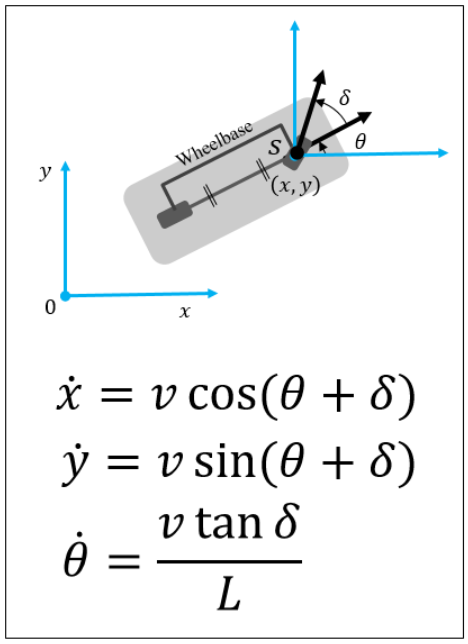 δ
Wheelbase
S
θ
y
(x, y)
0
x
ẋ = v cos(θ + δ)
ẏ = v sin(θ + δ)
θ̇ = v tan δ / L